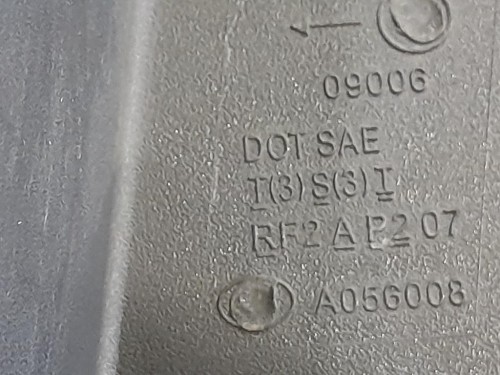 09006
DOT SAE
T(3) S(3) T
RF2 A P2 07
A056008